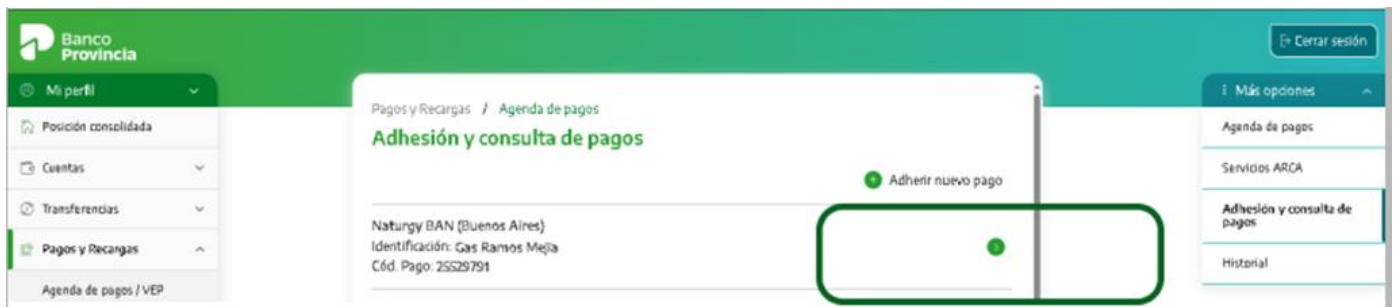 Banco
Provincia
Cerrar sesión
Mi perfil
Posición consolidada
Cuentas
Transferencias
Pagos y Recargas
Agenda de pagos / VEP
Pagos y Recargas / Agenda de pagos
Adhesión y consulta de pagos
Adherir nuevo pago
Naturgy BAN (Buenos Aires)
Identificación: Gas Ramos Mejia
Cód. Pago: 25529791
Más opciones
Agenda de pagos
Servicios ARCA
Adhesión y consulta de
pagos
Historial